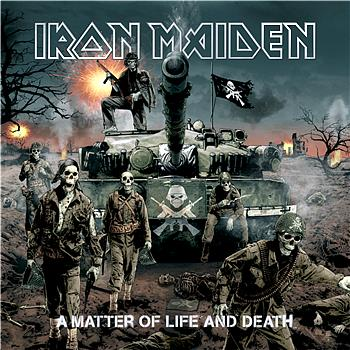 IRON MAIDEN
A MATTER OF LIFE AND DEATH